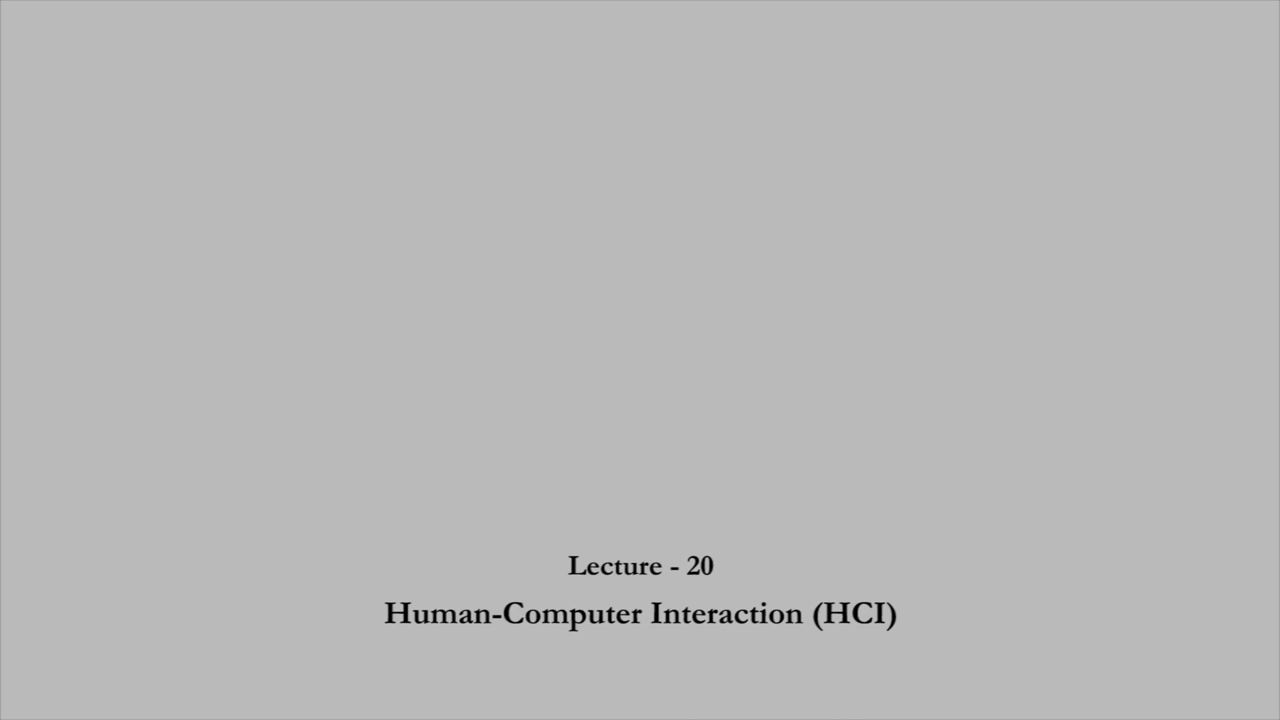 Lecture - 20
Human-Computer Interaction (HCI)